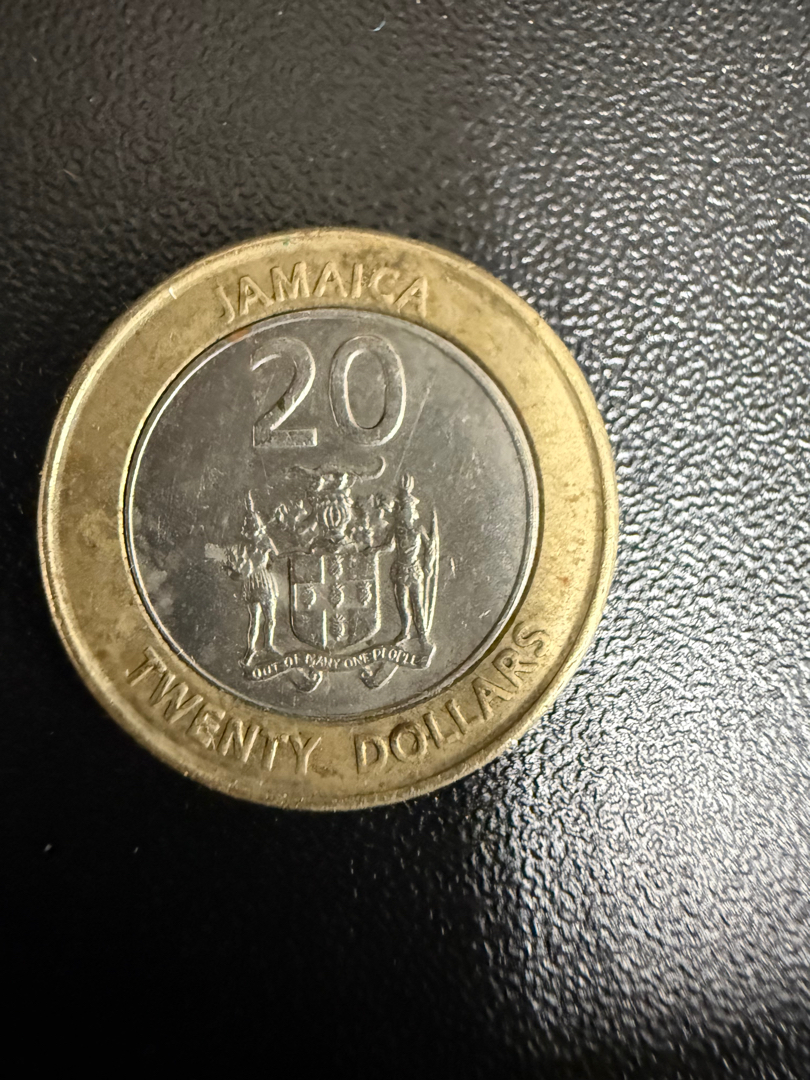 JAMAICA
20
OUT OF MANY ONE PEOPLE
TWENTY DOLLARS